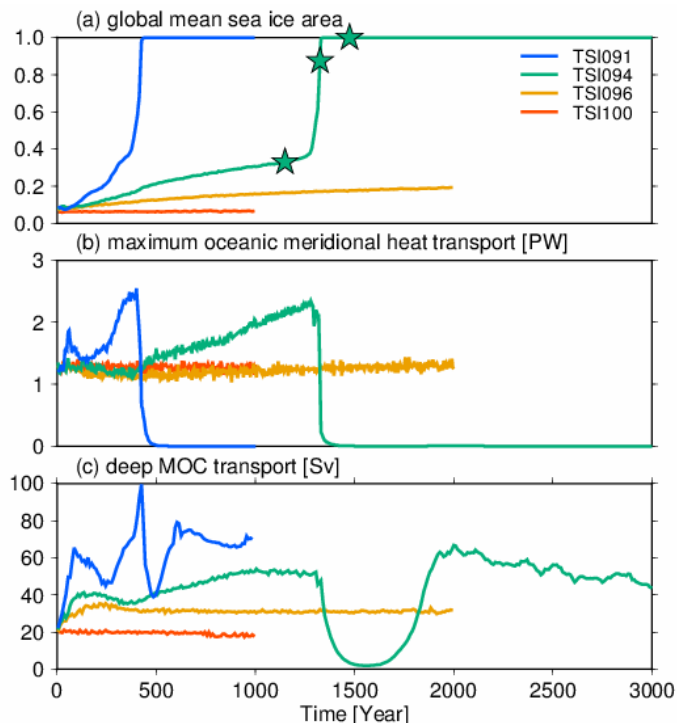 (a) global mean sea ice area
1.0
0.8
0.6
0.4
0.2
0.0
TSI091
TSI094
TSI096
TSI100
(b) maximum oceanic meridional heat transport [PW]
3
2
1
0
(c) deep MOC transport [Sv]
100
80
60
40
20
0
0 500 1000 1500 2000 2500 3000
Time [Year]